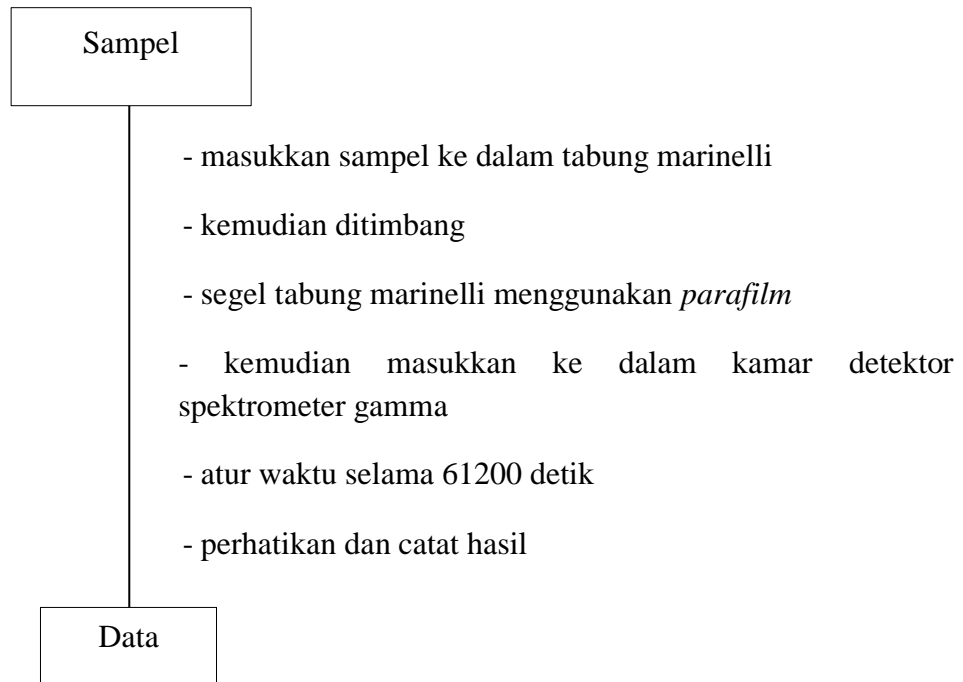 Sampel
- masukkan sampel ke dalam tabung marinelli
- kemudian ditimbang
- segel tabung marinelli menggunakan parafilm
- kemudian masukkan ke dalam kamar detektor
spektrometer gamma
- atur waktu selama 61200 detik
- perhatikan dan catat hasil
Data